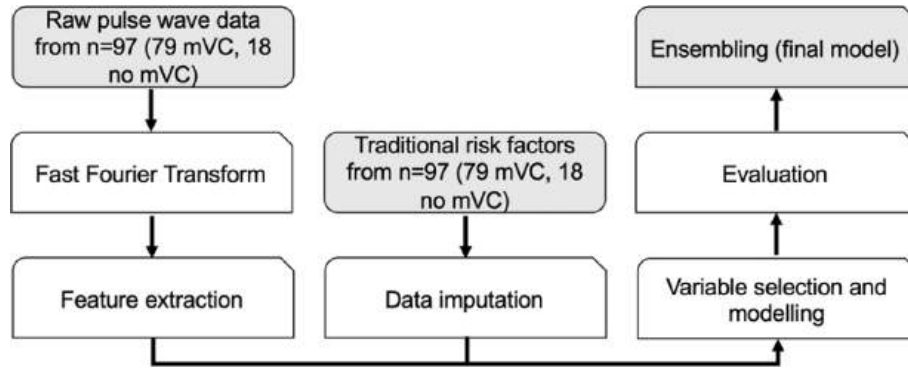 Raw pulse wave data
from n=97 (79 mVC, 18
no mVC)
Fast Fourier Transform
Feature extraction
Traditional risk factors
from n=97 (79 mVC, 18
no mVC)
Data imputation
Ensembling (final model)
Evaluation
Variable selection and
modelling